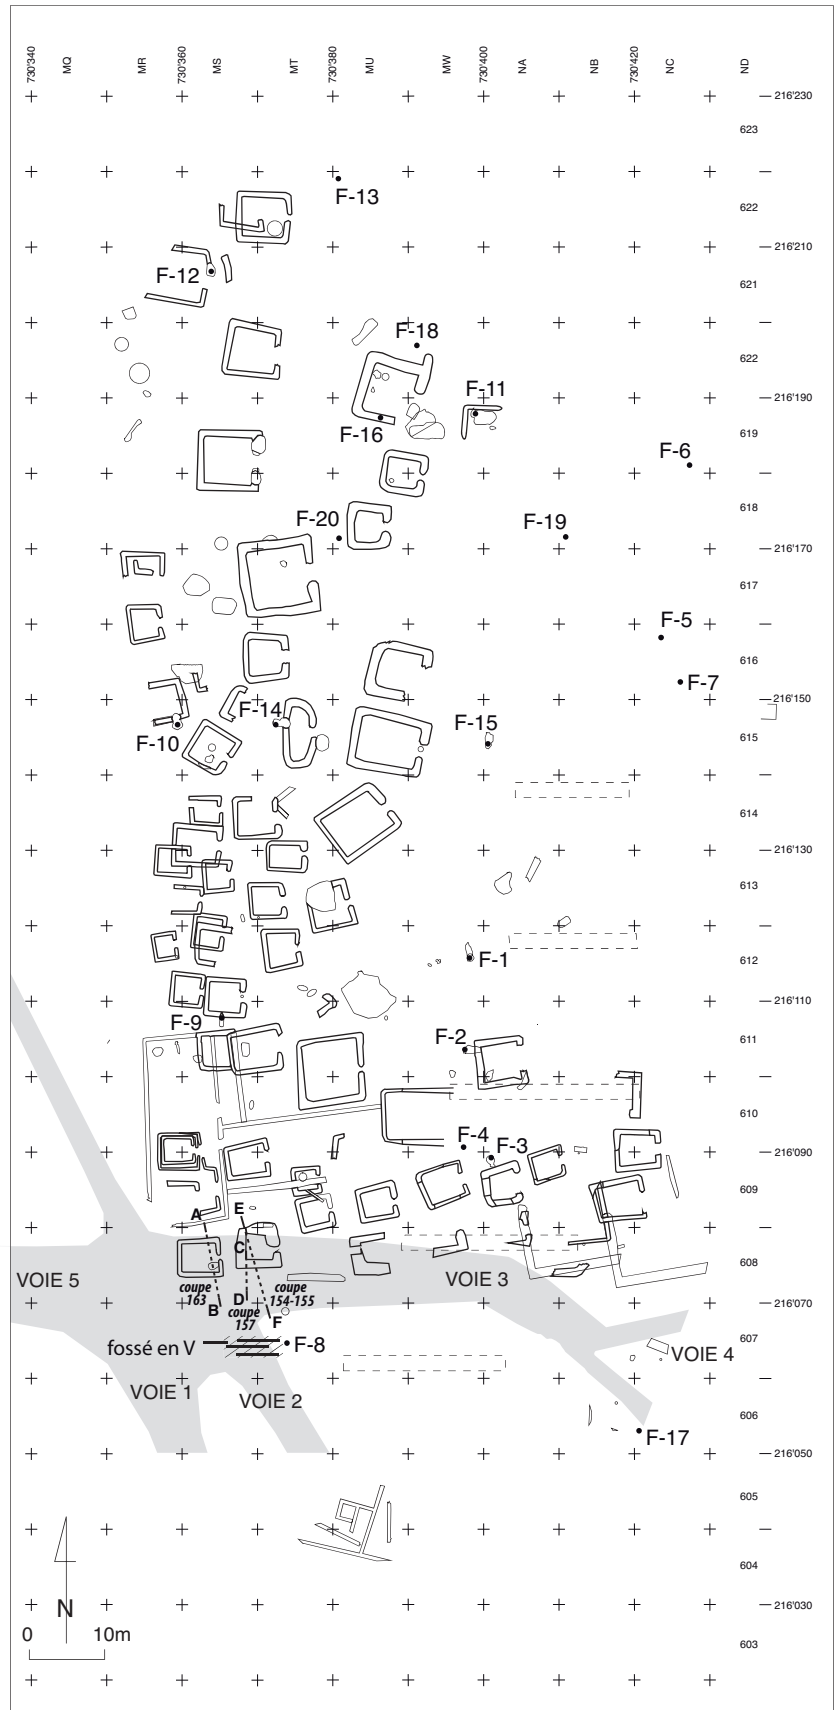 730'340
MQ
MR
730'360
MS
MT
730'380
MU
MW
730'400
NA
NB
730'420
NC
ND
216'230
623
F-13
622
216'210
F-12
621
F-18
622
F-11
216'190
F-16
619
F-6
618
F-20
F-19
216'170
617
F-5
616
F-7
216'150
F-14
F-15
F-10
615
614
216'130
613
F-1
612
216'110
F-9
F-2
611
610
F-4
F-3
216'090
609
A
E
C
VOIE 5
VOIE 3
608
coupe
163
B
D
coupe
157
coupe
154-155
F
216'070
fossé en V
F-8
607
VOIE 4
VOIE 1
VOIE 2
606
F-17
216'050
605
604
N
216'030
0
10m
603